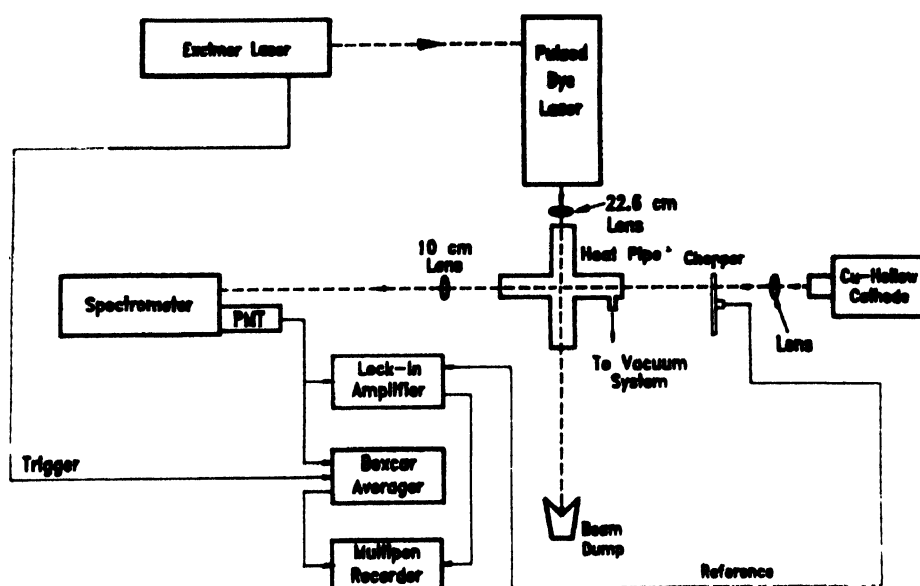 Excimer Laser
Pulsed
Dye
Laser
22.6 cm
Lens
10 cm
Lens
Heat Pipe
Chopper
Cu-Hollow
Cathode
Spectrometer
PMT
Lens
To Vacuum
System
Lock-in
Amplifier
Trigger
Boxcar
Averager
Beam
Dump
Multipen
Recorder
Reference